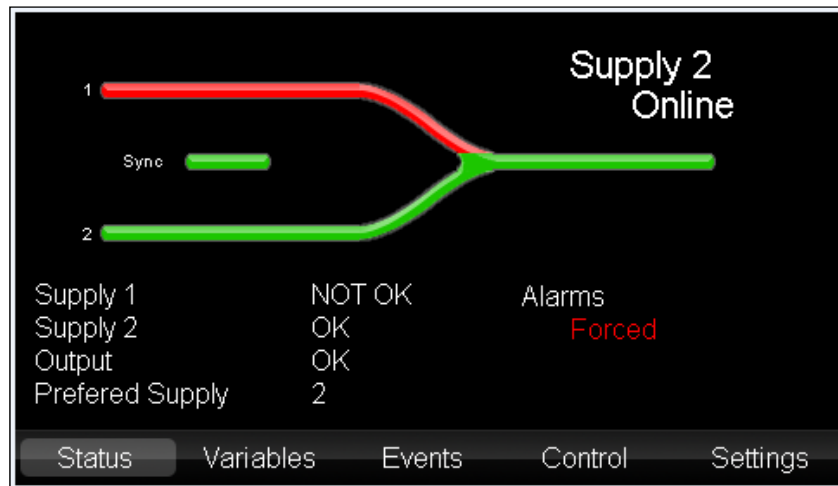 Supply 2
Online
1
Sync
2
Supply 1 NOT OK
Supply 2 OK
Output OK
Prefered Supply 2
Alarms
Forced
Status Variables Events Control Settings